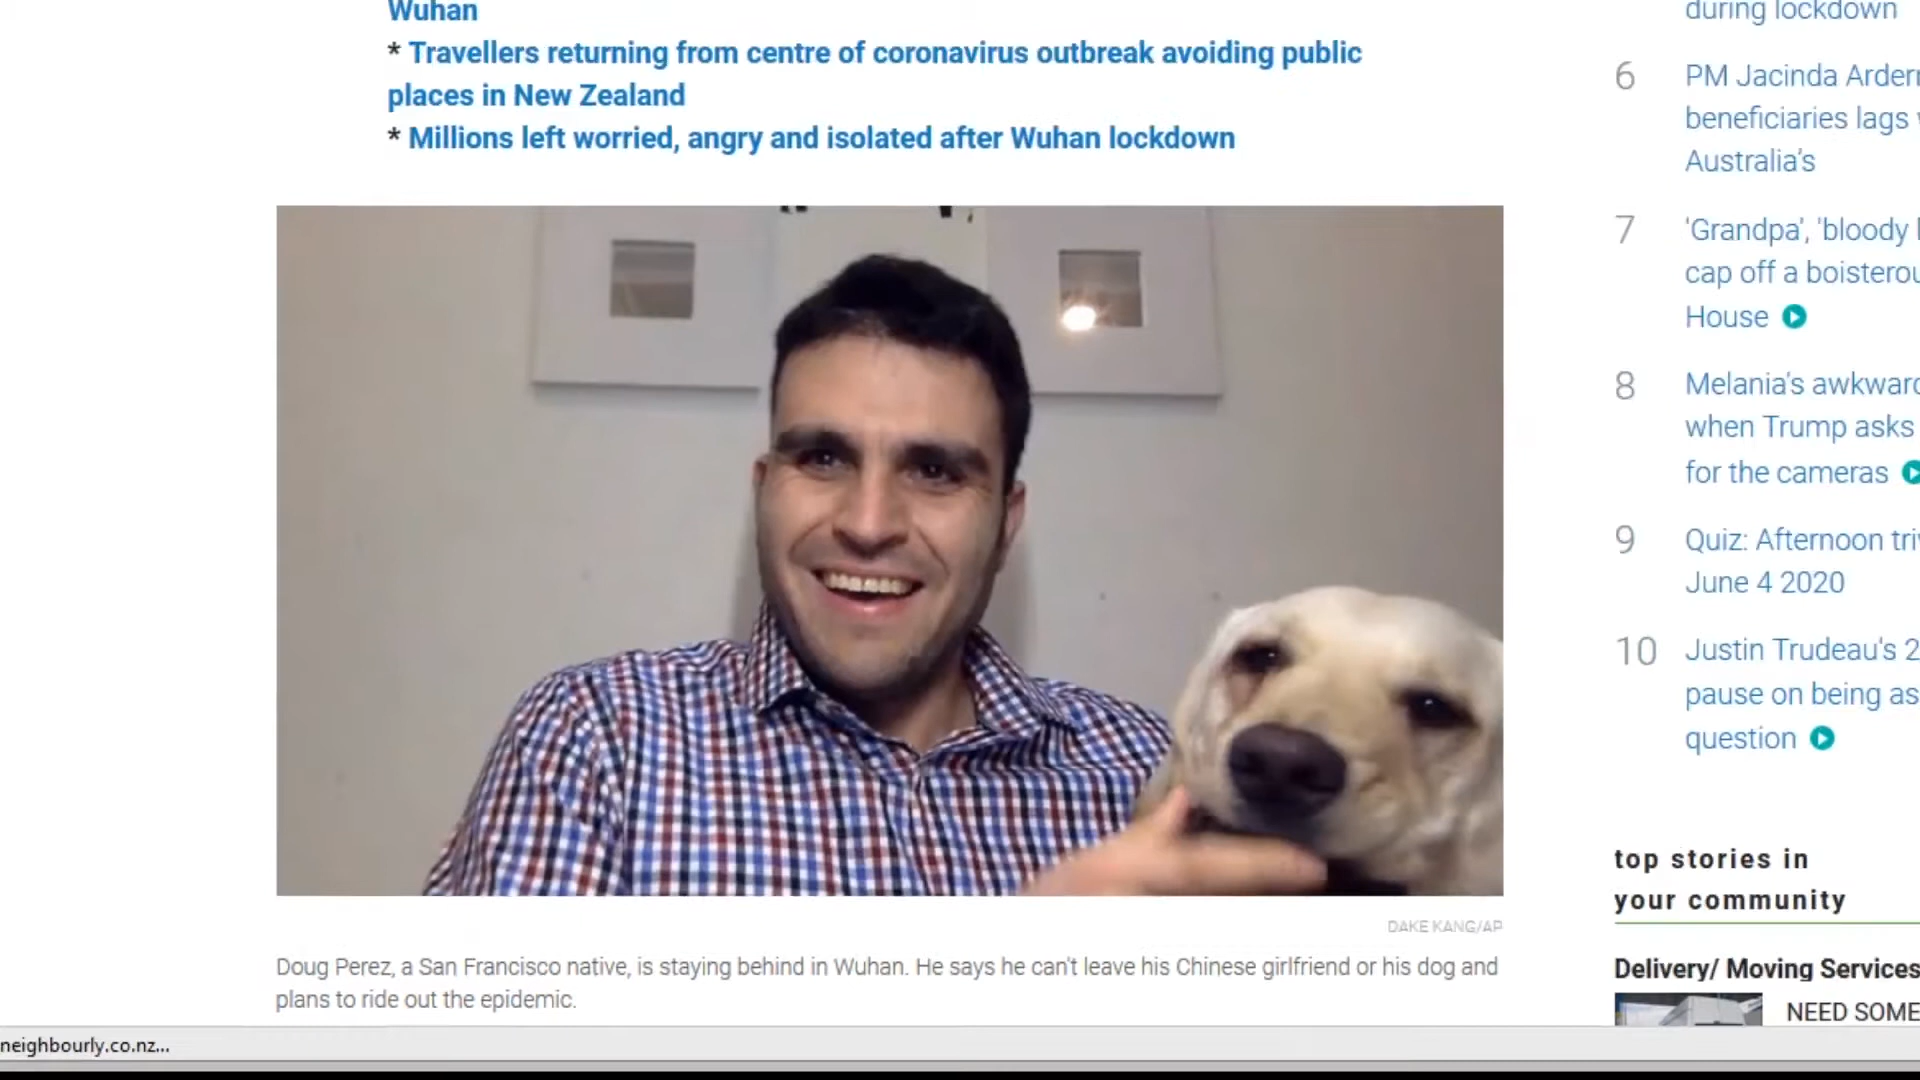 Wuhan
* Travellers returning from centre of coronavirus outbreak avoiding public
places in New Zealand
* Millions left worried, angry and isolated after Wuhan lockdown
DAKE KANG/AP
Doug Perez, a San Francisco native, is staying behind in Wuhan. He says he can't leave his Chinese girlfriend or his dog and
plans to ride out the epidemic.
during lockdown
6
PM Jacinda Ardern
beneficiaries lags
Australia's
7
'Grandpa', 'bloody
cap off a boisterou
House
8
Melania's awkward
when Trump asks
for the cameras
9
Quiz: Afternoon triv
June 4 2020
10
Justin Trudeau's 2
pause on being as
question
top stories in
your community
Delivery/ Moving Services
NEED SOME
neighbourly.co.nz...